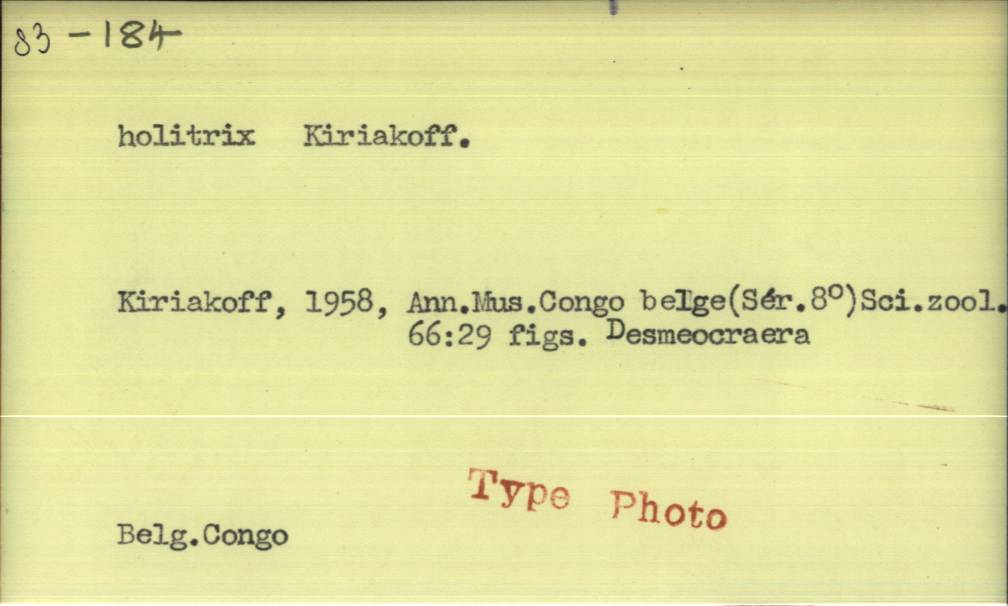 83 - 184
holitrix Kiriakoff.
Kiriakoff, 1958, Ann.Mus.Congo belge(Sér.8º)Sci.zool.
66:29 figs. Desmeocraera
Type Photo
Belg.Congo